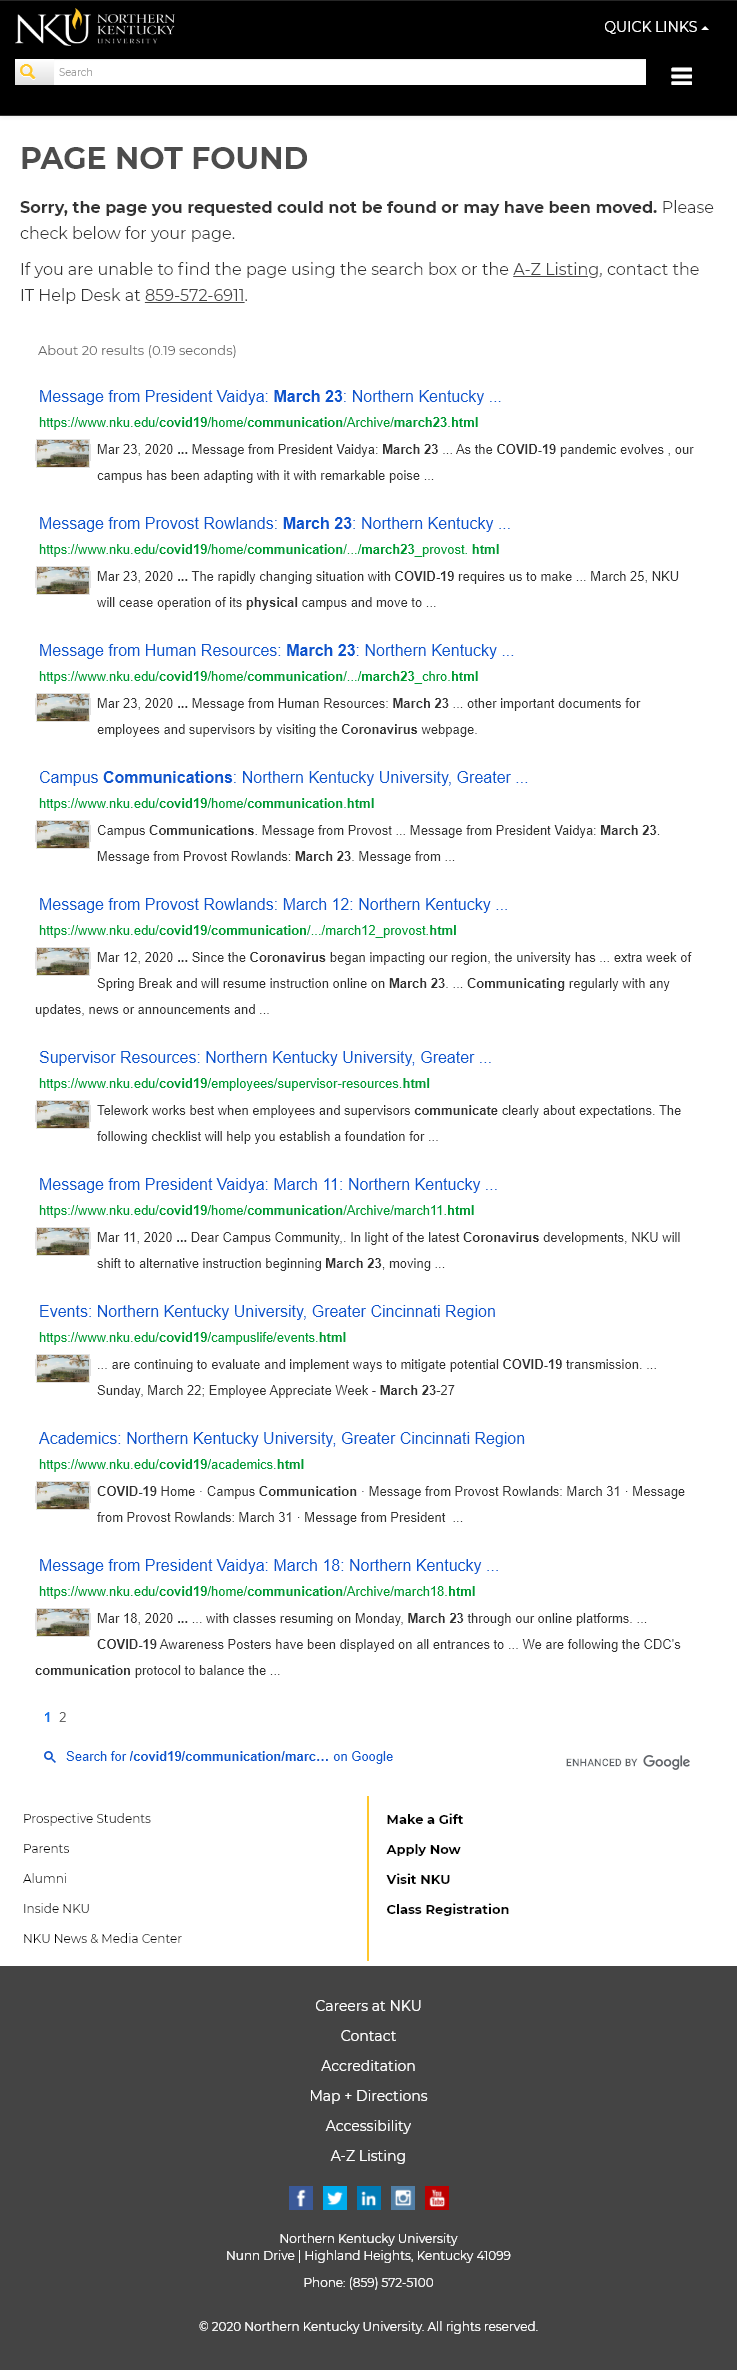 NKU NORTHERN
KENTUCKY
UNIVERSITY
QUICK LINKS
Search
PAGE NOT FOUND
Sorry, the page you requested could not be found or may have been moved. Please
check below for your page.
If you are unable to find the page using the search box or the A-Z Listing, contact the
IT Help Desk at 859-572-6911.
About 20 results (0.19 seconds)
Message from President Vaidya: March 23: Northern Kentucky ...
https://www.nku.edu/covid19/home/communication/Archive/march23.html
Mar 23, 2020 ... Message from President Vaidya: March 23 ... As the COVID-19 pandemic evolves , our
campus has been adapting with it with remarkable poise ...
Message from Provost Rowlands: March 23: Northern Kentucky ...
https://www.nku.edu/covid19/home/communication/.../march23_provost. html
Mar 23, 2020 ... The rapidly changing situation with COVID-19 requires us to make ... March 25, NKU
will cease operation of its physical campus and move to ...
Message from Human Resources: March 23: Northern Kentucky ...
https://www.nku.edu/covid19/home/communication/.../march23_chro.html
Mar 23, 2020 ... Message from Human Resources: March 23 ... other important documents for
employees and supervisors by visiting the Coronavirus webpage.
Campus Communications: Northern Kentucky University, Greater ...
https://www.nku.edu/covid19/home/communication.html
Campus Communications. Message from Provost ... Message from President Vaidya: March 23.
Message from Provost Rowlands: March 23. Message from ...
Message from Provost Rowlands: March 12: Northern Kentucky ...
https://www.nku.edu/covid19/communication/.../march12_provost.html
Mar 12, 2020 ... Since the Coronavirus began impacting our region, the university has ... extra week of
Spring Break and will resume instruction online on March 23. ... Communicating regularly with any
updates, news or announcements and ...
Supervisor Resources: Northern Kentucky University, Greater ...
https://www.nku.edu/covid19/employees/supervisor-resources.html
Telework works best when employees and supervisors communicate clearly about expectations. The
following checklist will help you establish a foundation for ...
Message from President Vaidya: March 11: Northern Kentucky ...
https://www.nku.edu/covid19/home/communication/Archive/march11.html
Mar 11, 2020 ... Dear Campus Community,. In light of the latest Coronavirus developments, NKU will
shift to alternative instruction beginning March 23, moving ...
Events: Northern Kentucky University, Greater Cincinnati Region
https://www.nku.edu/covid19/campuslife/events.html
... are continuing to evaluate and implement ways to mitigate potential COVID-19 transmission. ...
Sunday, March 22; Employee Appreciate Week - March 23-27
Academics: Northern Kentucky University, Greater Cincinnati Region
https://www.nku.edu/covid19/academics.html
COVID-19 Home · Campus Communication · Message from Provost Rowlands: March 31 · Message
from Provost Rowlands: March 31 · Message from President ...
Message from President Vaidya: March 18: Northern Kentucky ...
https://www.nku.edu/covid19/home/communication/Archive/march18.html
Mar 18, 2020 ... ... with classes resuming on Monday, March 23 through our online platforms. ...
COVID-19 Awareness Posters have been displayed on all entrances to ... We are following the CDC's
communication protocol to balance the ...
1 2
Search for /covid19/communication/marc... on Google
ENHANCED BY Google
Prospective Students
Parents
Alumni
Inside NKU
NKU News & Media Center
Make a Gift
Apply Now
Visit NKU
Class Registration
Careers at NKU
Contact
Accreditation
Map + Directions
Accessibility
A-Z Listing
Northern Kentucky University
Nunn Drive | Highland Heights, Kentucky 41099
Phone: (859) 572-5100
© 2020 Northern Kentucky University. All rights reserved.